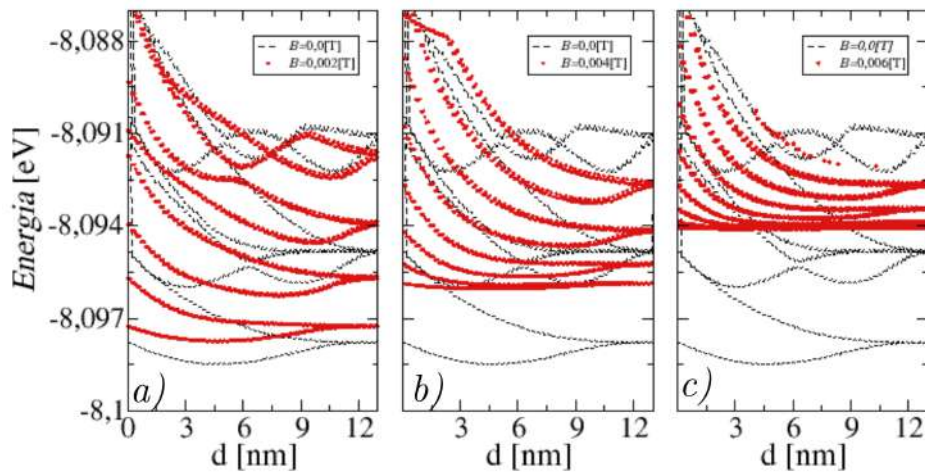 B=0,0[T]
B=0,002[T]
B=0,0[T]
B=0,004[T]
B=0,0[T]
B=0,006[T]
Energia [eV]
-8,088
-8,091
-8,094
-8,097
-8,1
a)
b)
c)
0 3 6 9 12
3 6 9 12
3 6 9 12
d [nm]
d [nm]
d [nm]